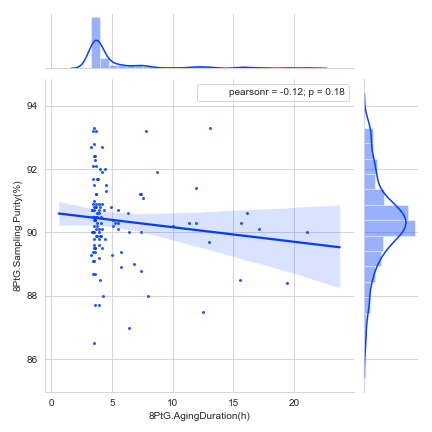 pearsonr = -0.12; p = 0.18
94
92
90
88
86
8PtG.Sampling.Purity(%)
0 5 10 15 20
8PtG.AgingDuration(h)